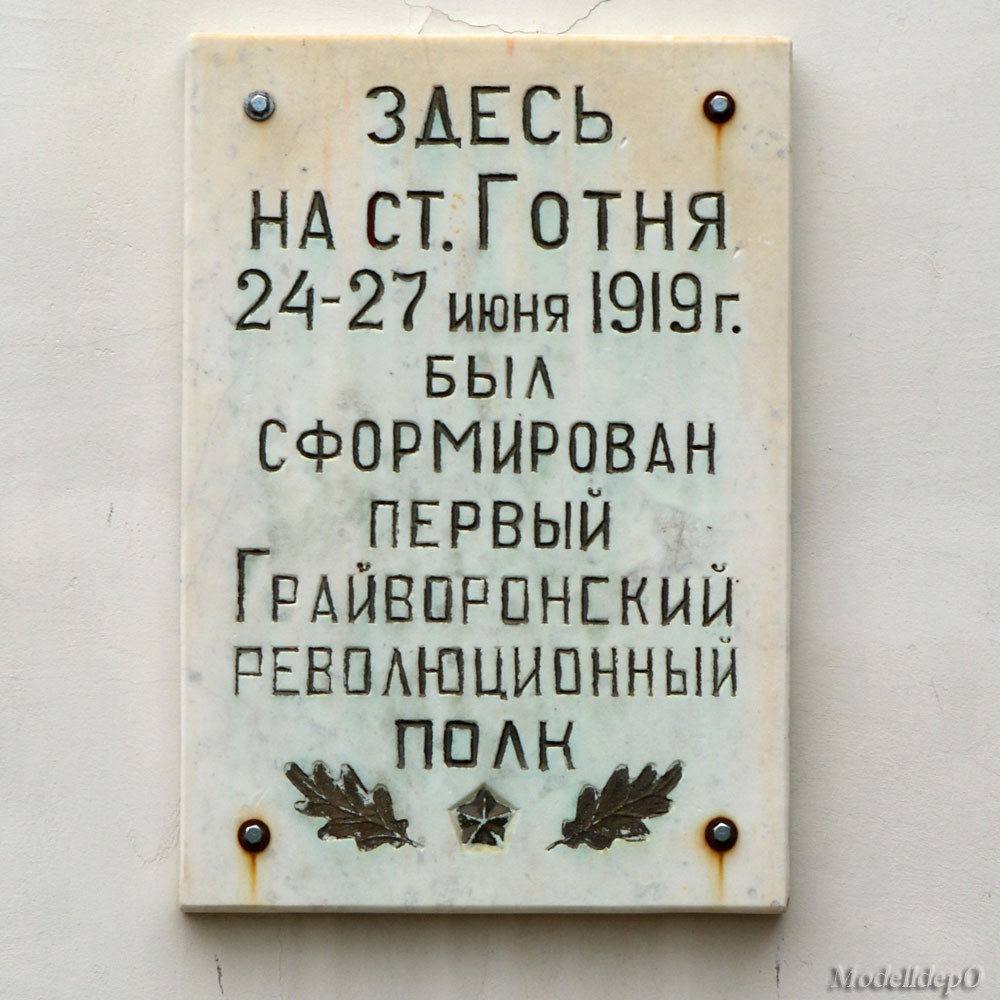 ЗДЕСЬ
НА СТ. ГОТНЯ
24-27 ИЮНЯ 1919 Г.
БЫЛ
СФОРМИРОВАН
ПЕРВЫЙ
ГРАЙВОРОНСКИЙ
РЕВОЛЮЦИОННЫЙ
ПОЛК
ModelldepO